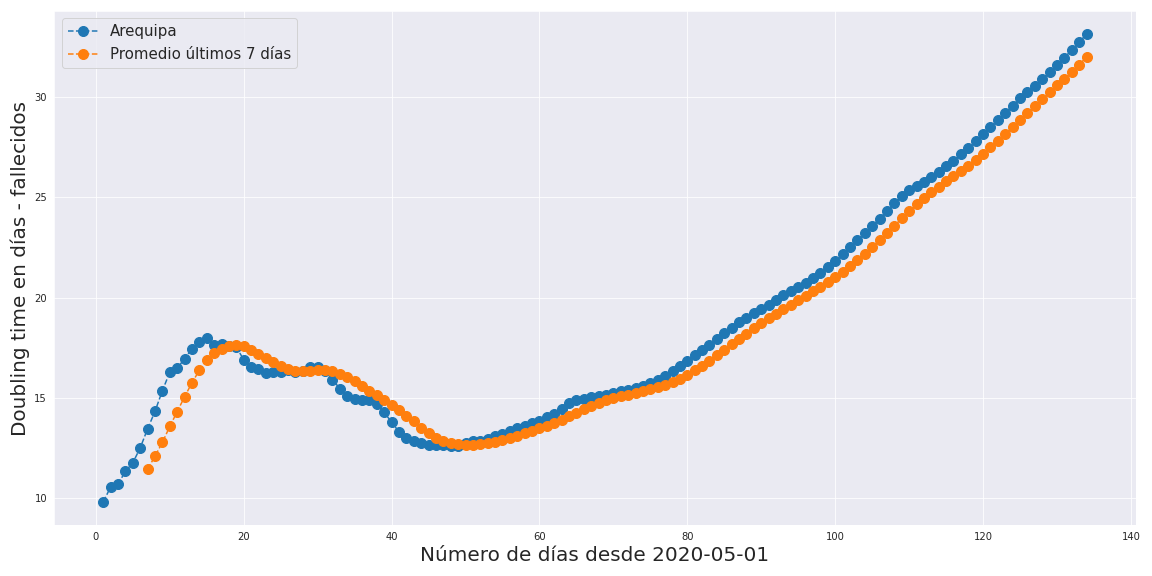 Arequipa
Promedio últimos 7 días
Doubling time en días - fallecidos
30
25
20
15
10
0 20 40 60 80 100 120 140
Número de días desde 2020-05-01